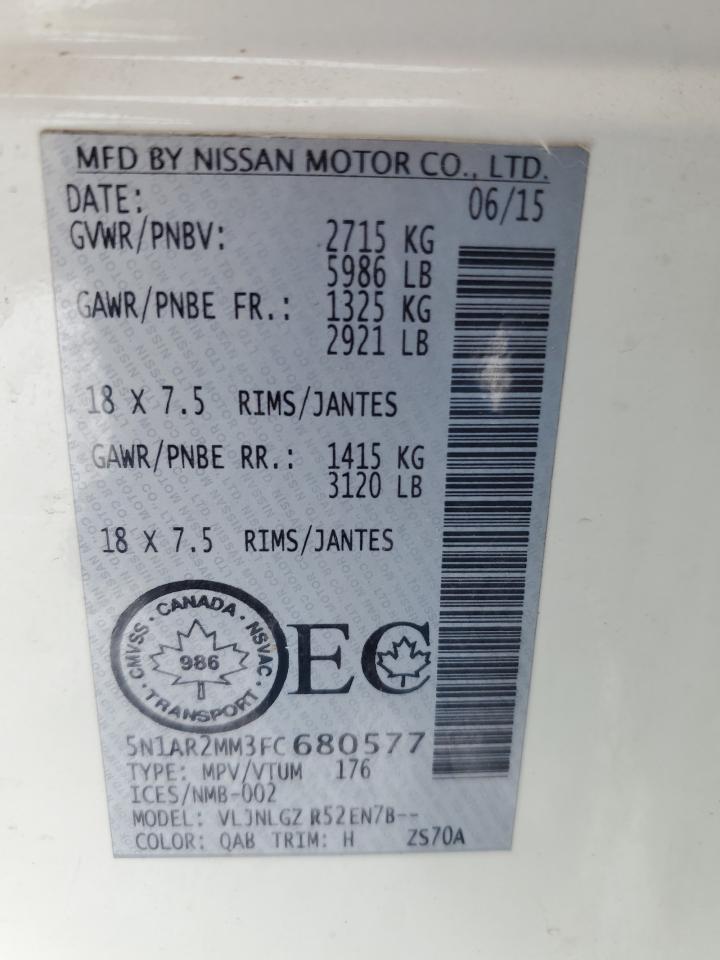 MFD BY NISSAN MOTOR CO., LTD.
DATE: 06/15
GVWR/PNBV: 2715 KG
5986 LB
GAWR/PNBE FR.: 1325 KG
2921 LB
18 X 7.5 RIMS/JANTES
GAWR/PNBE RR.: 1415 KG
3120 LB
18 X 7.5 RIMS/JANTES
CMVSS · CANADA · NSVAC · TRANSPORT ·
986
EC
5N1AR2MM3FC680577
TYPE: MPV/VTUM 176
ICES/NMB-002
MODEL: VLJNLGZ R52EN7B--
COLOR: QAB TRIM: H ZS70A